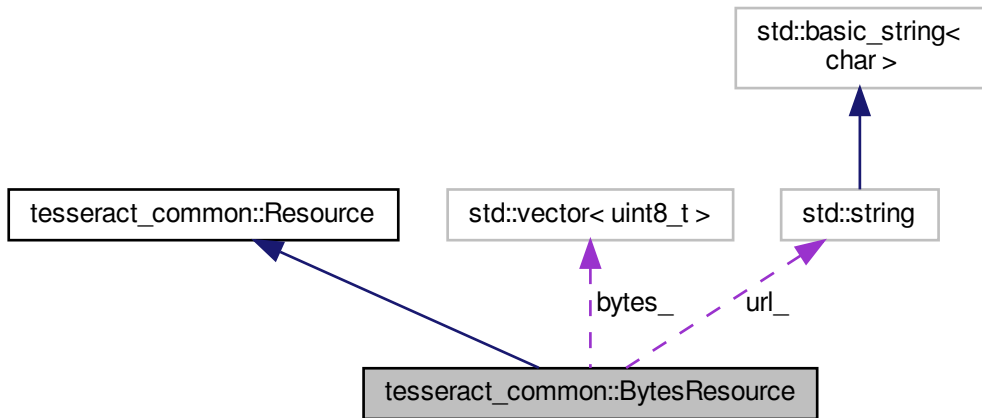 std::basic_string<
char >
tesseract_common::Resource
std::vector< uint8_t >
std::string
bytes_
url_
tesseract_common::BytesResource